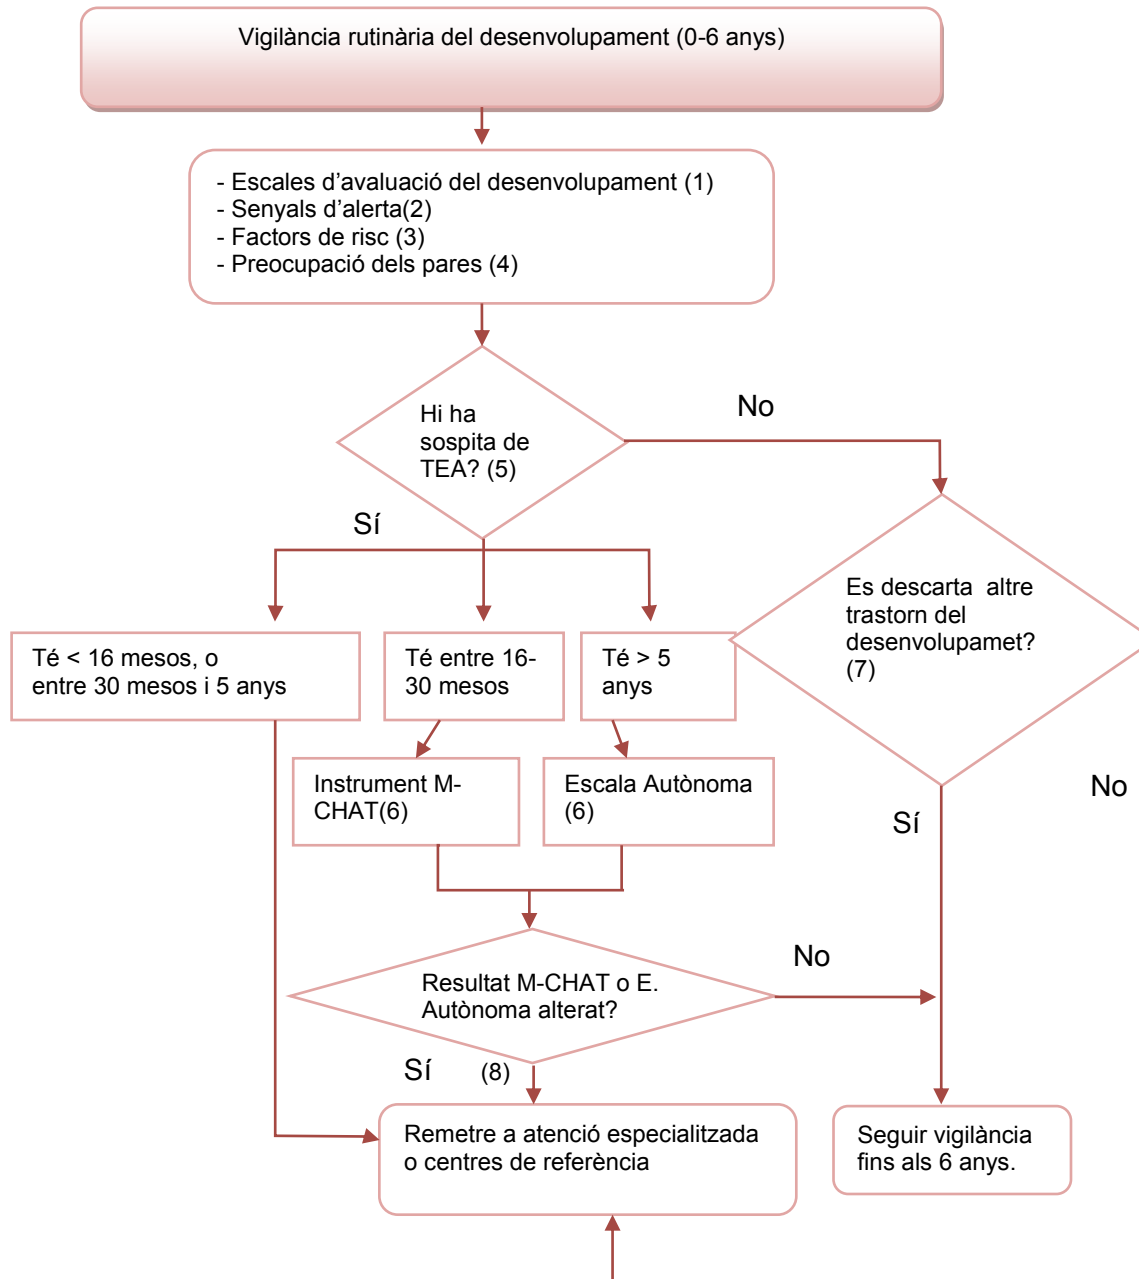 Vigilància rutinària del desenvolupament (0-6 anys)
- Escales d’avaluació del desenvolupament (1)
- Senyals d’alerta(2)
- Factors de risc (3)
- Preocupació dels pares (4)
Hi ha
sospita de
TEA? (5)
No
Sí
Es descarta altre
trastorn del
desenvolupamet?
(7)
Té < 16 mesos, o
entre 30 mesos i 5 anys
Té entre 16-
30 mesos
Té > 5
anys
Instrument M-
CHAT(6)
Escala Autònoma
(6)
No
Sí
Resultat M-CHAT o E.
Autònoma alterat?
No
Sí (8)
Remetre a atenció especialitzada
o centres de referència
Seguir vigilància
fins als 6 anys.